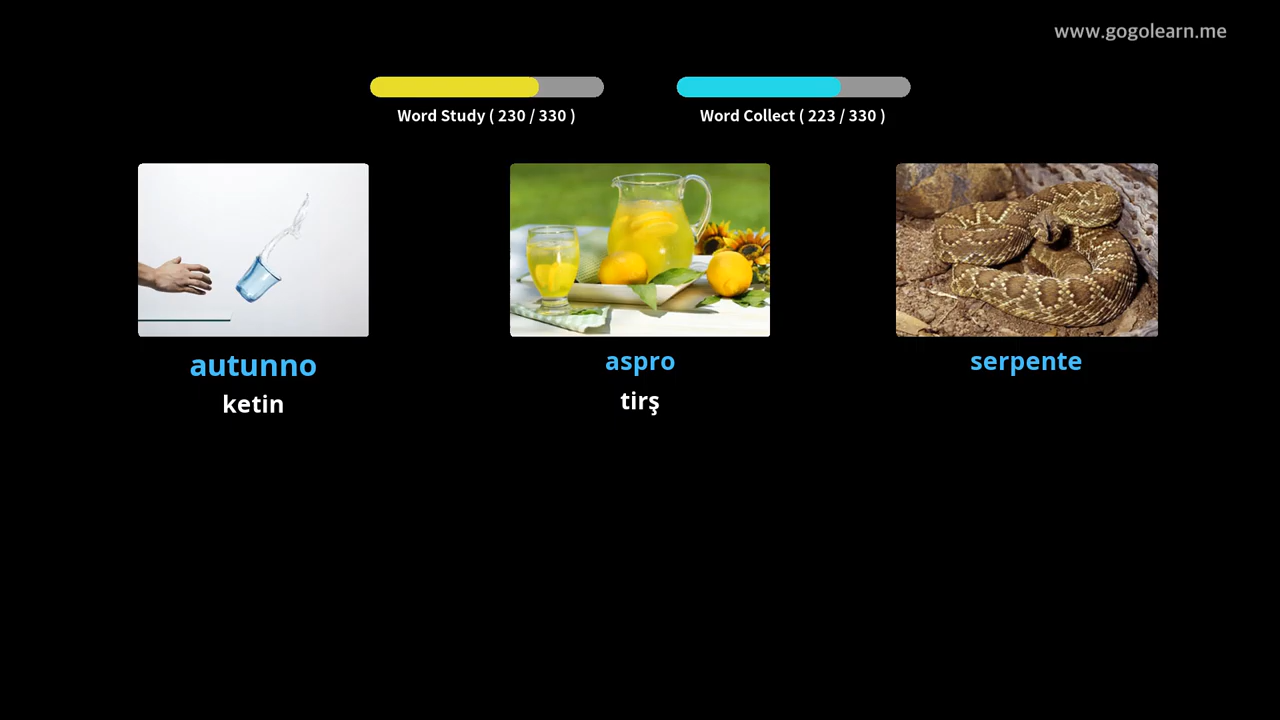 www.gogolearn.me
Word Study ( 230 / 330 )
Word Collect ( 223 / 330 )
autunno
ketin
aspro
tirş
serpente